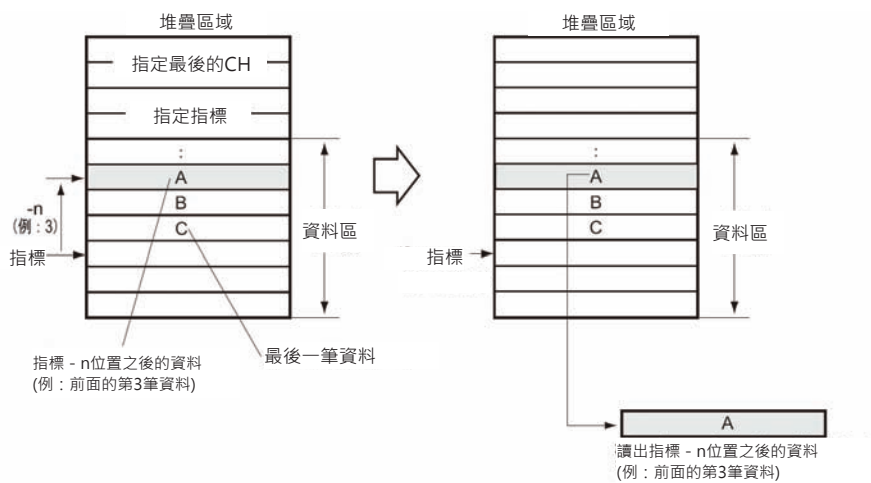 堆疊區域
指定最後的CH
指定指標
:
A
B
C
-n
(例：3)
指標
資料區
指標 - n位置之後的資料
(例：前面的第3筆資料)
最後一筆資料
堆疊區域
:
A
B
C
指標
資料區
A
讀出指標 - n位置之後的資料
(例：前面的第3筆資料)